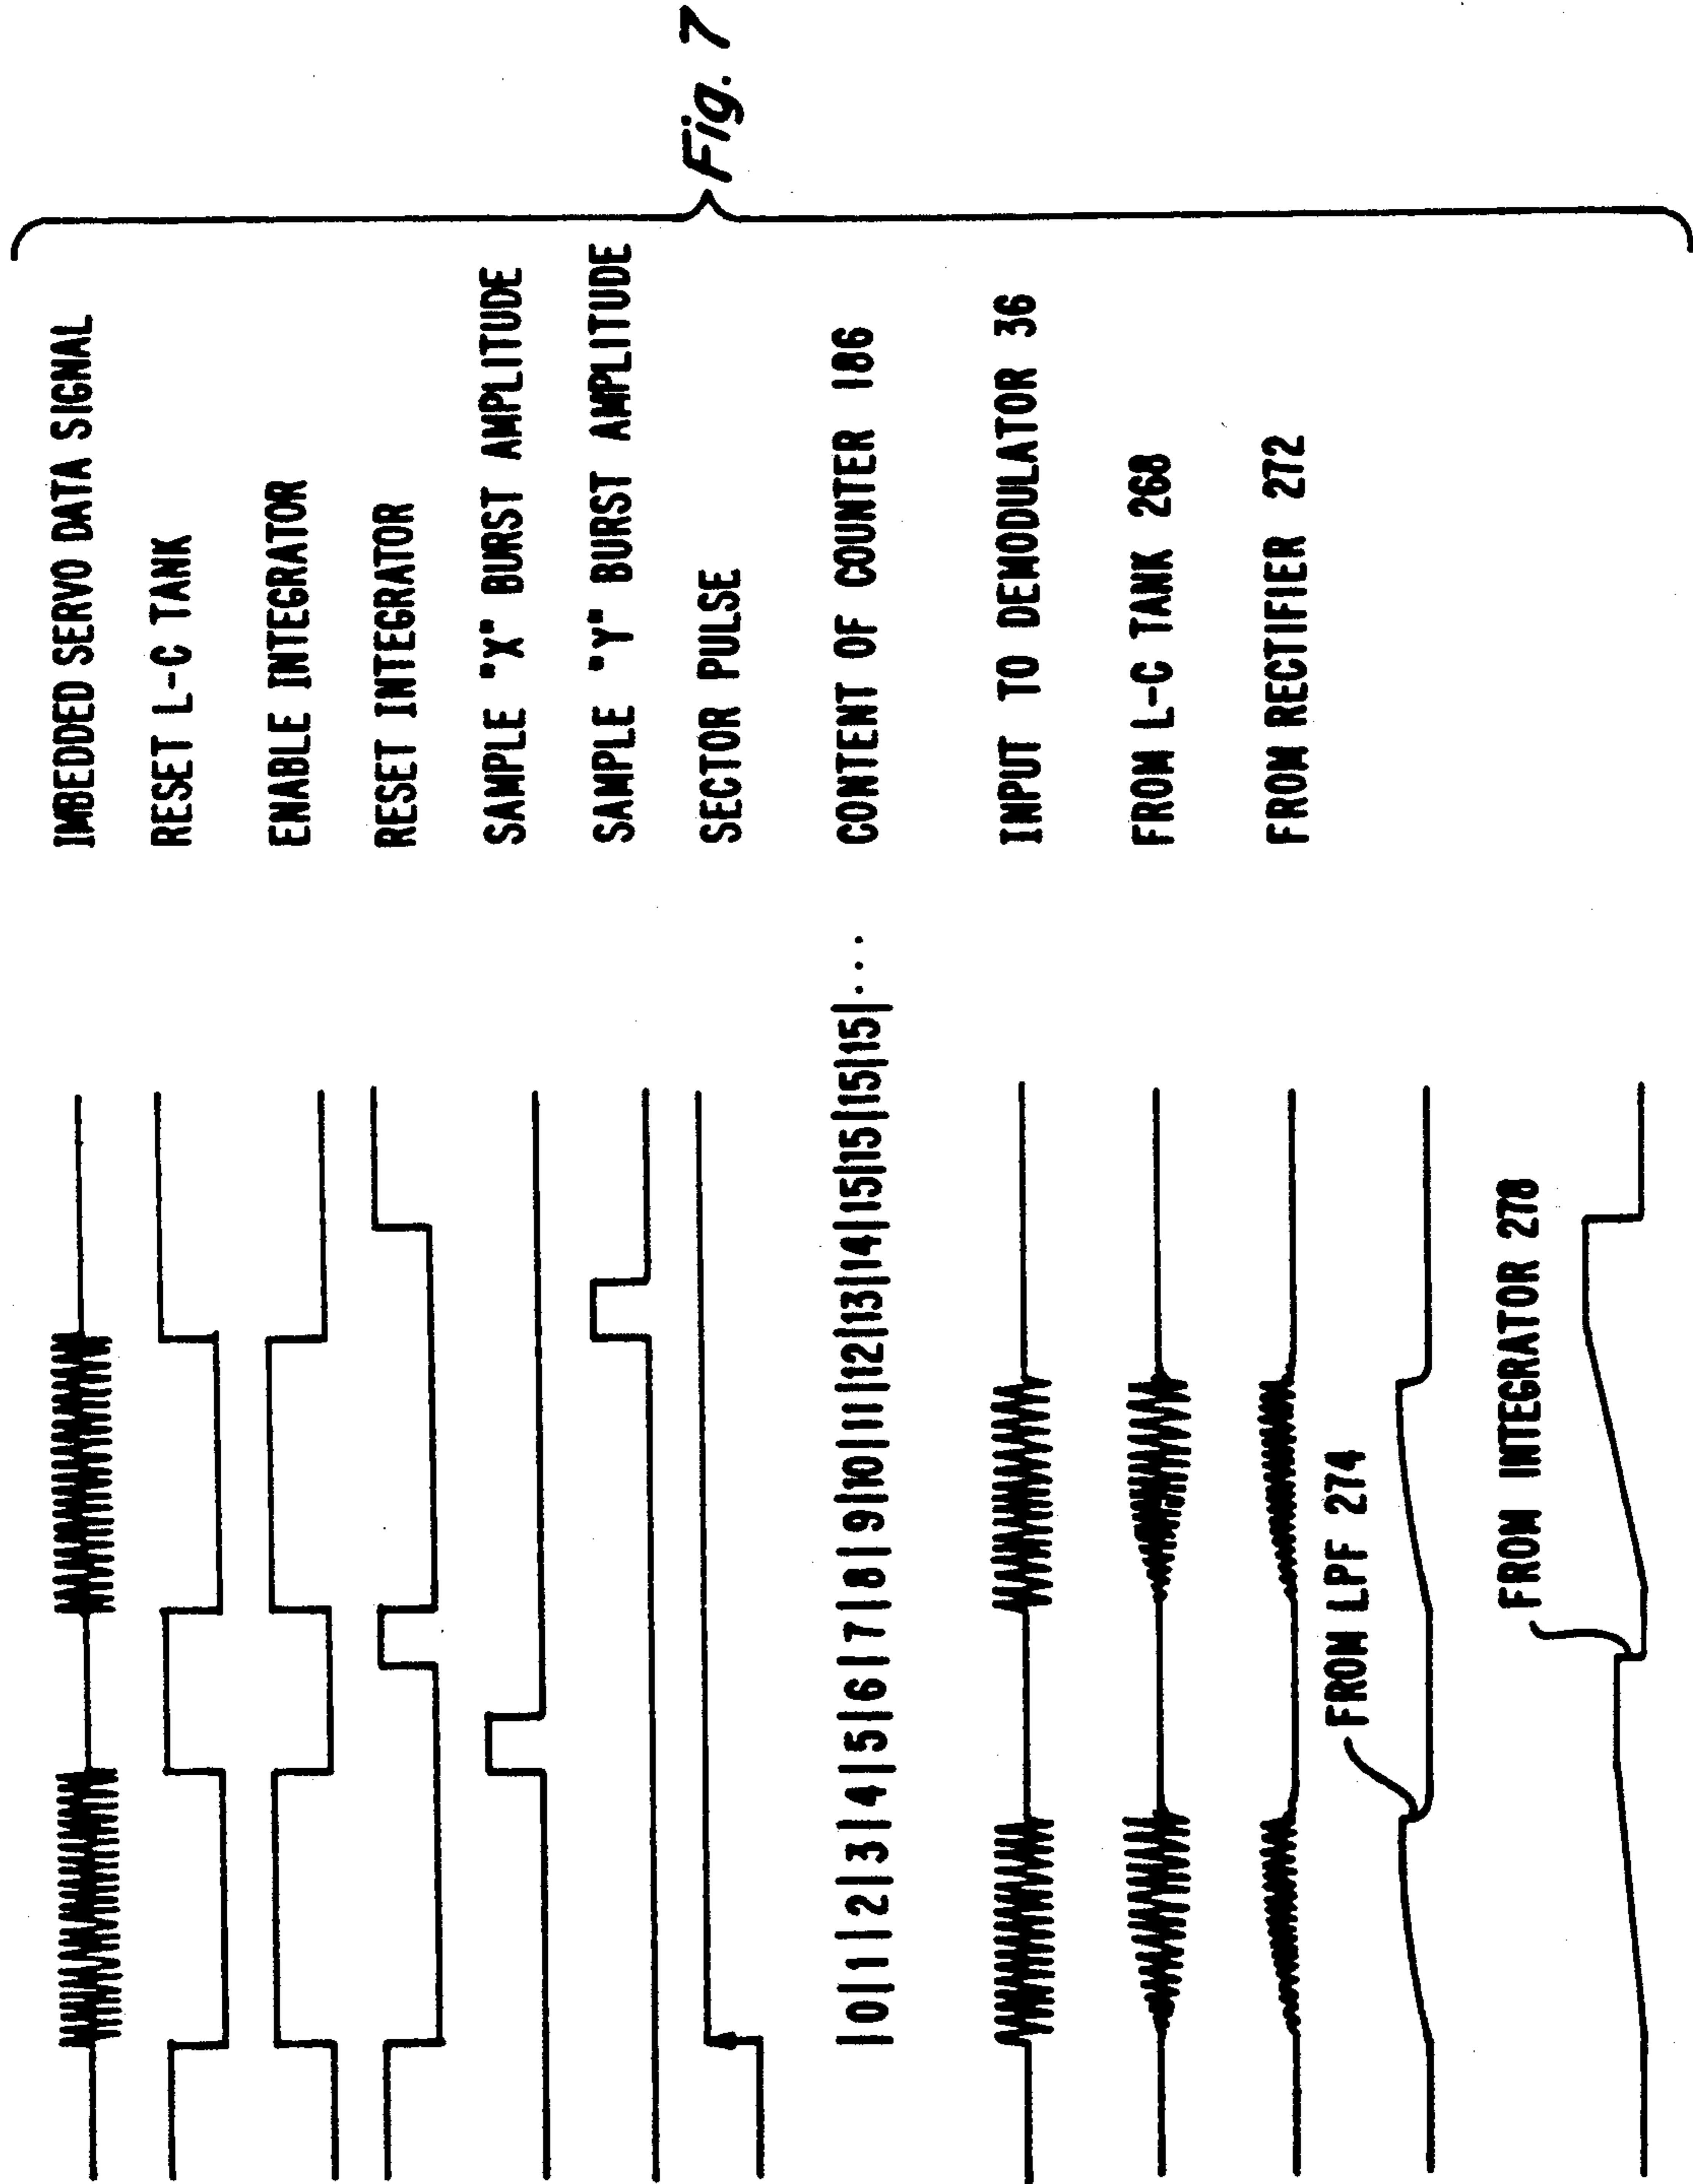 IMBEDDED SERVO DATA SIGNAL
RESET L-C TANK
ENABLE INTEGRATOR
RESET INTEGRATOR
SAMPLE "X" BURST AMPLITUDE
SAMPLE "Y" BURST AMPLITUDE
SECTOR PULSE
|0|1|2|3|4|5|6|7|8|9|10|11|12|13|14|15|15|15|15| . . .
CONTENT OF COUNTER 186
INPUT TO DEMODULATOR 36
FROM L-C TANK 268
FROM RECTIFIER 272
FROM LPF 274
FROM INTEGRATOR 278
Fig. 7